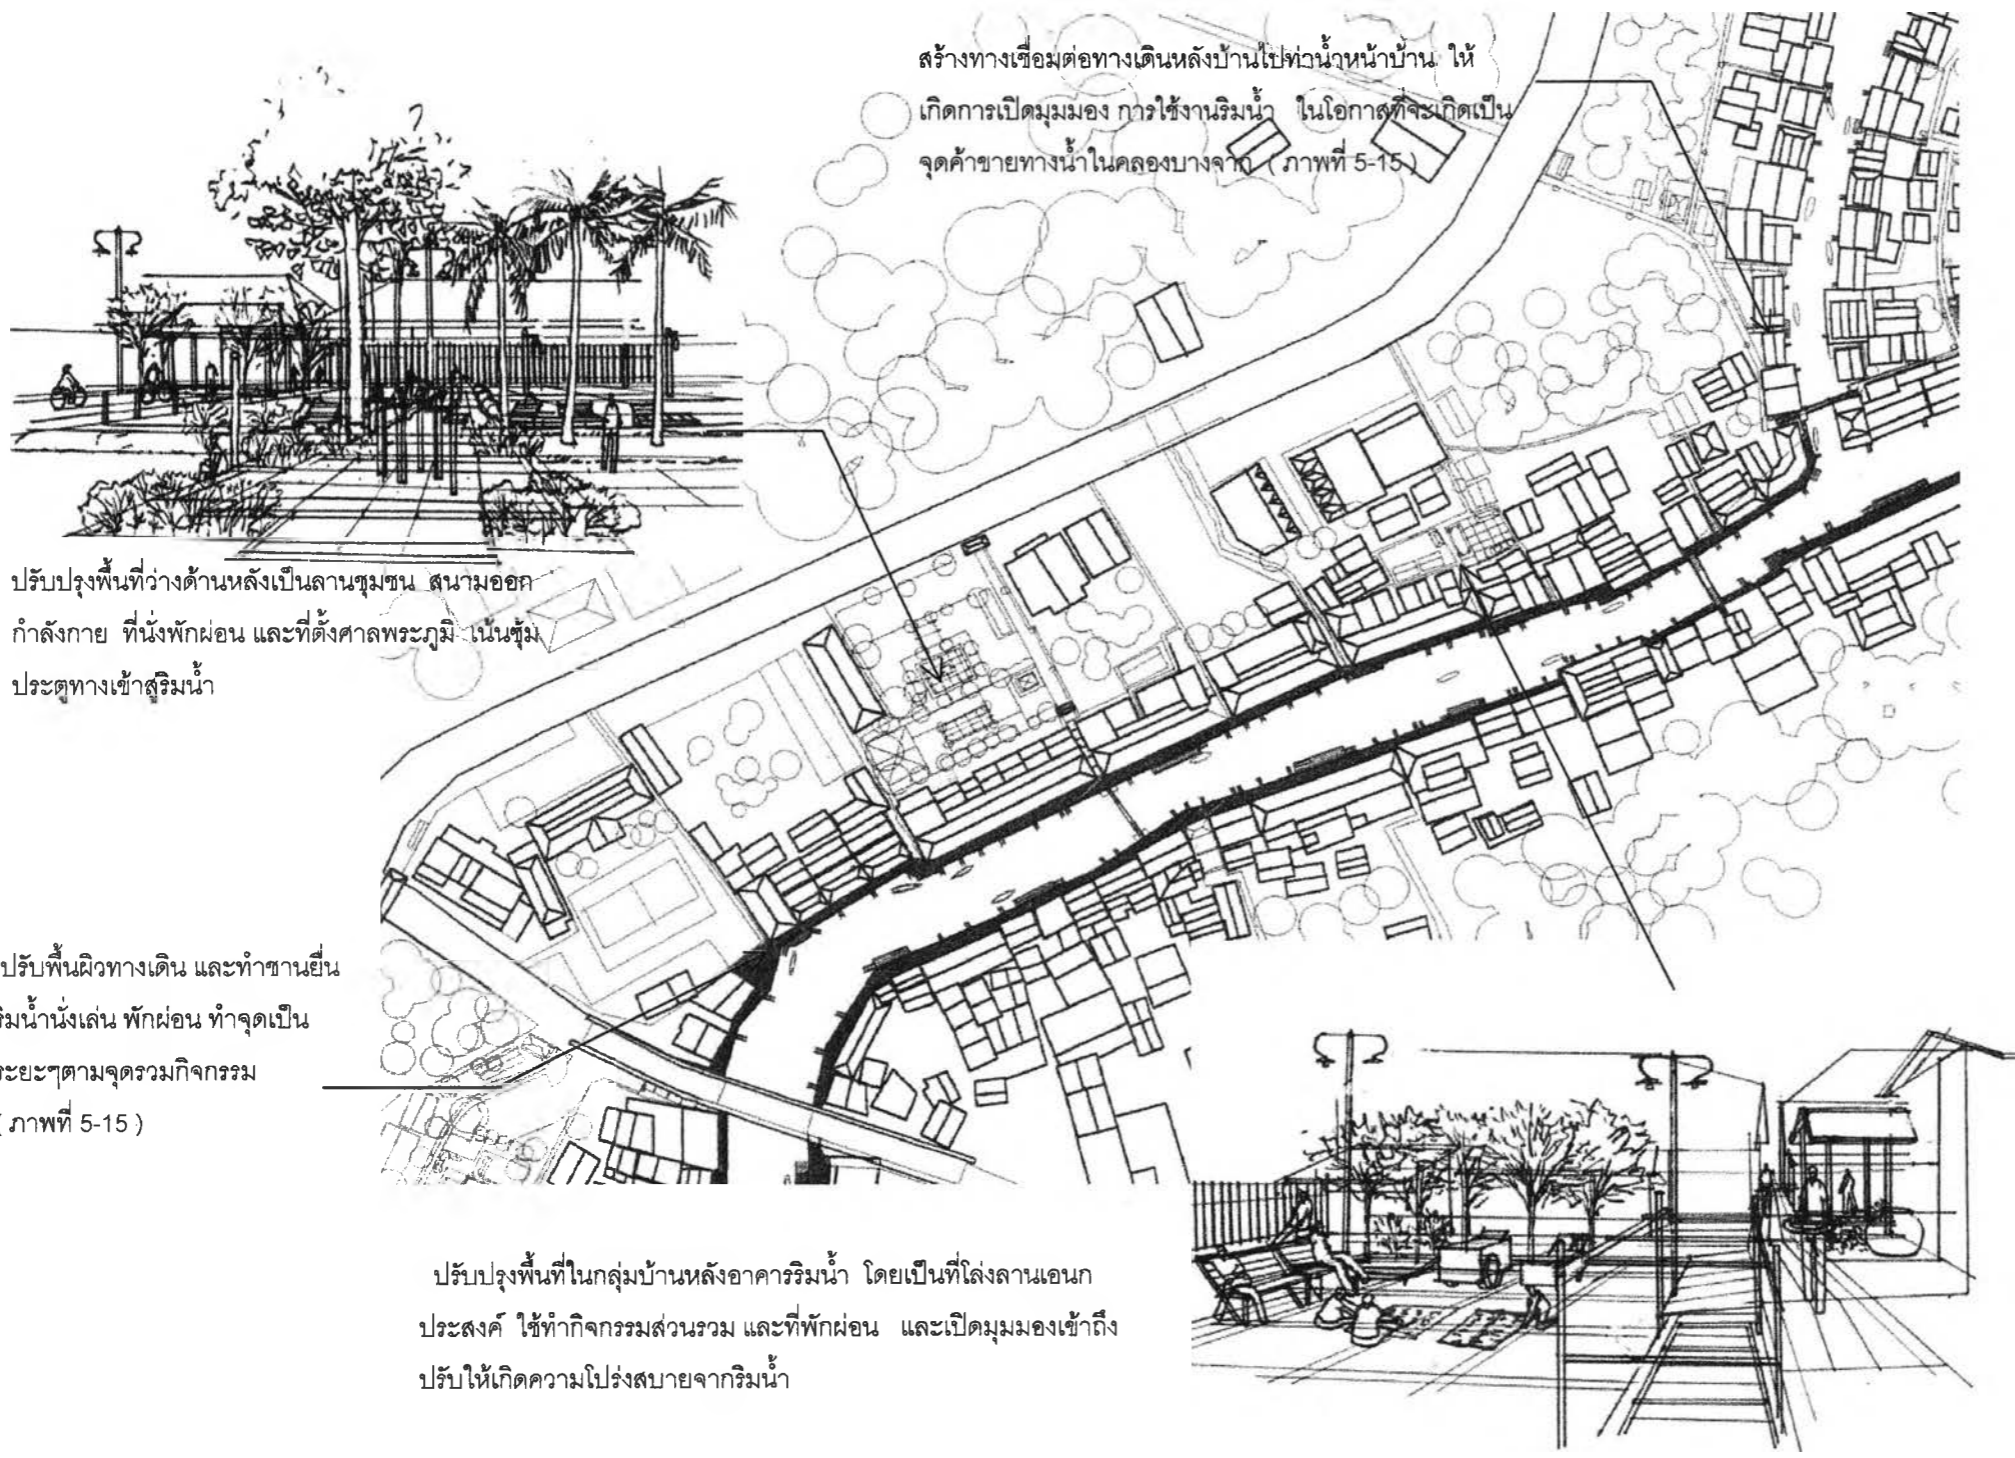 สร้างทางเชื่อมต่อทางเดินหลังบ้านไปท่าน้ำหน้าบ้าน ให้
เกิดการเปิดมุมมอง การใช้งานริมน้ำ ในโอกาสที่จะเกิดเป็น
จุดค้าขายทางน้ำในคลองบางจาก ( ภาพที่ 5-15 )
ปรับปรุงพื้นที่ว่างด้านหลังเป็นลานชุมชน สนามออก
กำลังกาย ที่นั่งพักผ่อน และที่ตั้งศาลพระภูมิ เน้นซุ้ม
ประตูทางเข้าสู่ริมน้ำ
ปรับพื้นผิวทางเดิน และทำชานยื่น
ริมน้ำนั่งเล่น พักผ่อน ทำจุดเป็น
ระยะๆตามจุดรวมกิจกรรม
( ภาพที่ 5-15 )
ปรับปรุงพื้นที่ในกลุ่มบ้านหลังอาคารริมน้ำ โดยเป็นที่โล่งลานเอนก
ประสงค์ ใช้ทำกิจกรรมส่วนรวม และที่พักผ่อน และเปิดมุมมองเข้าถึง
ปรับให้เกิดความโปร่งสบายจากริมน้ำ